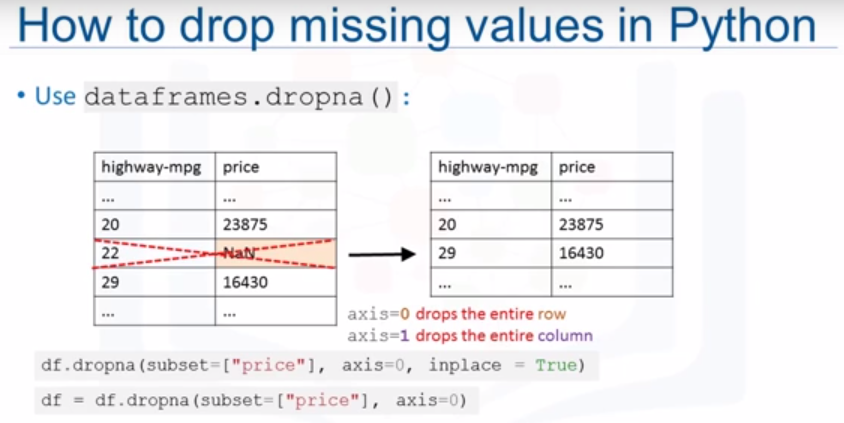 How to drop missing values in Python
• Use dataframes.dropna():
highway-mpg price
... ...
20 23875
22 NaN
29 16430
... ...
highway-mpg price
... ...
20 23875
29 16430
... ...
axis=0 drops the entire row
axis=1 drops the entire column
df.dropna(subset=["price"], axis=0, inplace = True)
df = df.dropna(subset=["price"], axis=0)